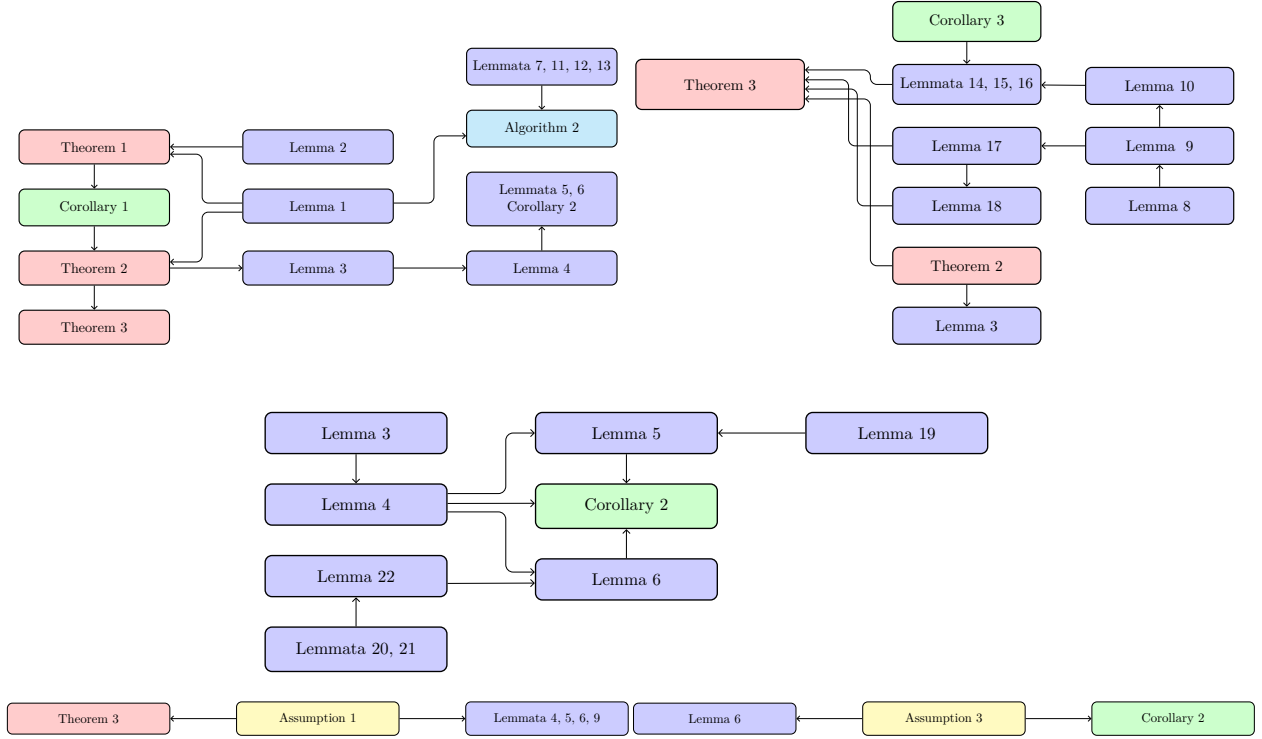 Lemmata 7, 11, 12, 13
Algorithm 2
Theorem 1
Lemma 2
Lemmata 5, 6
Corollary 2
Corollary 1
Lemma 1
Theorem 2
Lemma 3
Lemma 4
Theorem 3
Corollary 3
Theorem 3
Lemmata 14, 15, 16
Lemma 10
Lemma 17
Lemma 9
Lemma 18
Lemma 8
Theorem 2
Lemma 3
Lemma 3
Lemma 5
Lemma 19
Lemma 4
Corollary 2
Lemma 22
Lemma 6
Lemmata 20, 21
Theorem 3
Assumption 1
Lemmata 4, 5, 6, 9
Lemma 6
Assumption 3
Corollary 2